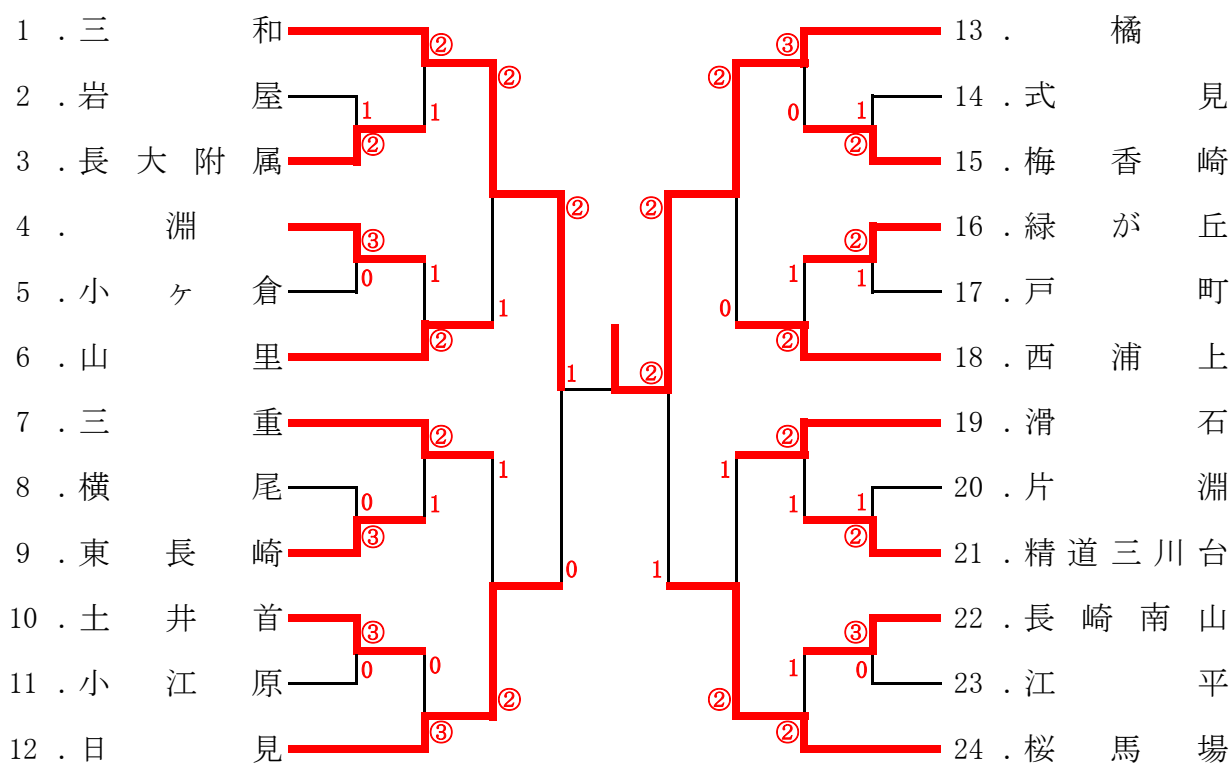 1 .三和
②
13 . 橘
③
②
②
2 .岩屋
1
1
14 .式見
0
1
3 .長大附属
②
15 .梅香崎
②
②
②
4 . 淵
③
16 .緑が丘
②
5 .小ヶ倉
0
1
17 .戸町
1
1
1
0
6 .山里
②
18 .西浦上
②
1
②
7 .三重
②
19 .滑石
②
1
1
8 .横尾
0
1
20 .片淵
1
1
9 .東長崎
③
21 .精道三川台
②
0
1
10 .土井首
③
22 .長崎南山
③
11 .小江原
0
0
23 .江平
1
0
②
②
12 .日見
③
24 .桜馬場
②